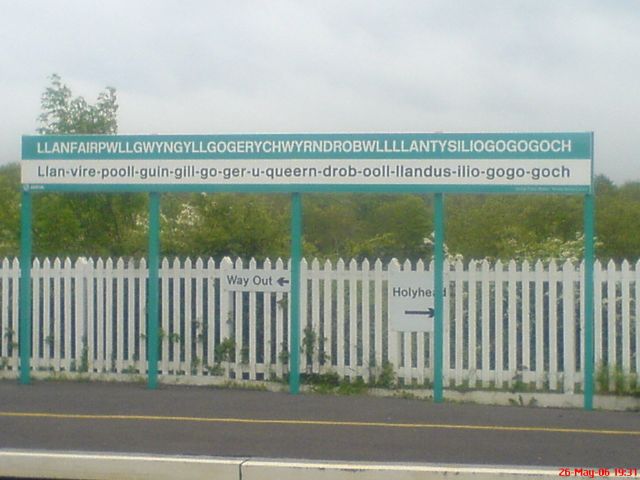 LLANFAIRPWLLGWYNGYLLGOGERYCHWYRNDROBWLLLLANTYSILIOGOGOGOCH
Llan-vire-pooll-guin-gill-go-ger-u-queern-drob-ooll-llandus-ilio-gogo-goch
Way Out
Holyhead
26-May-06 19:31